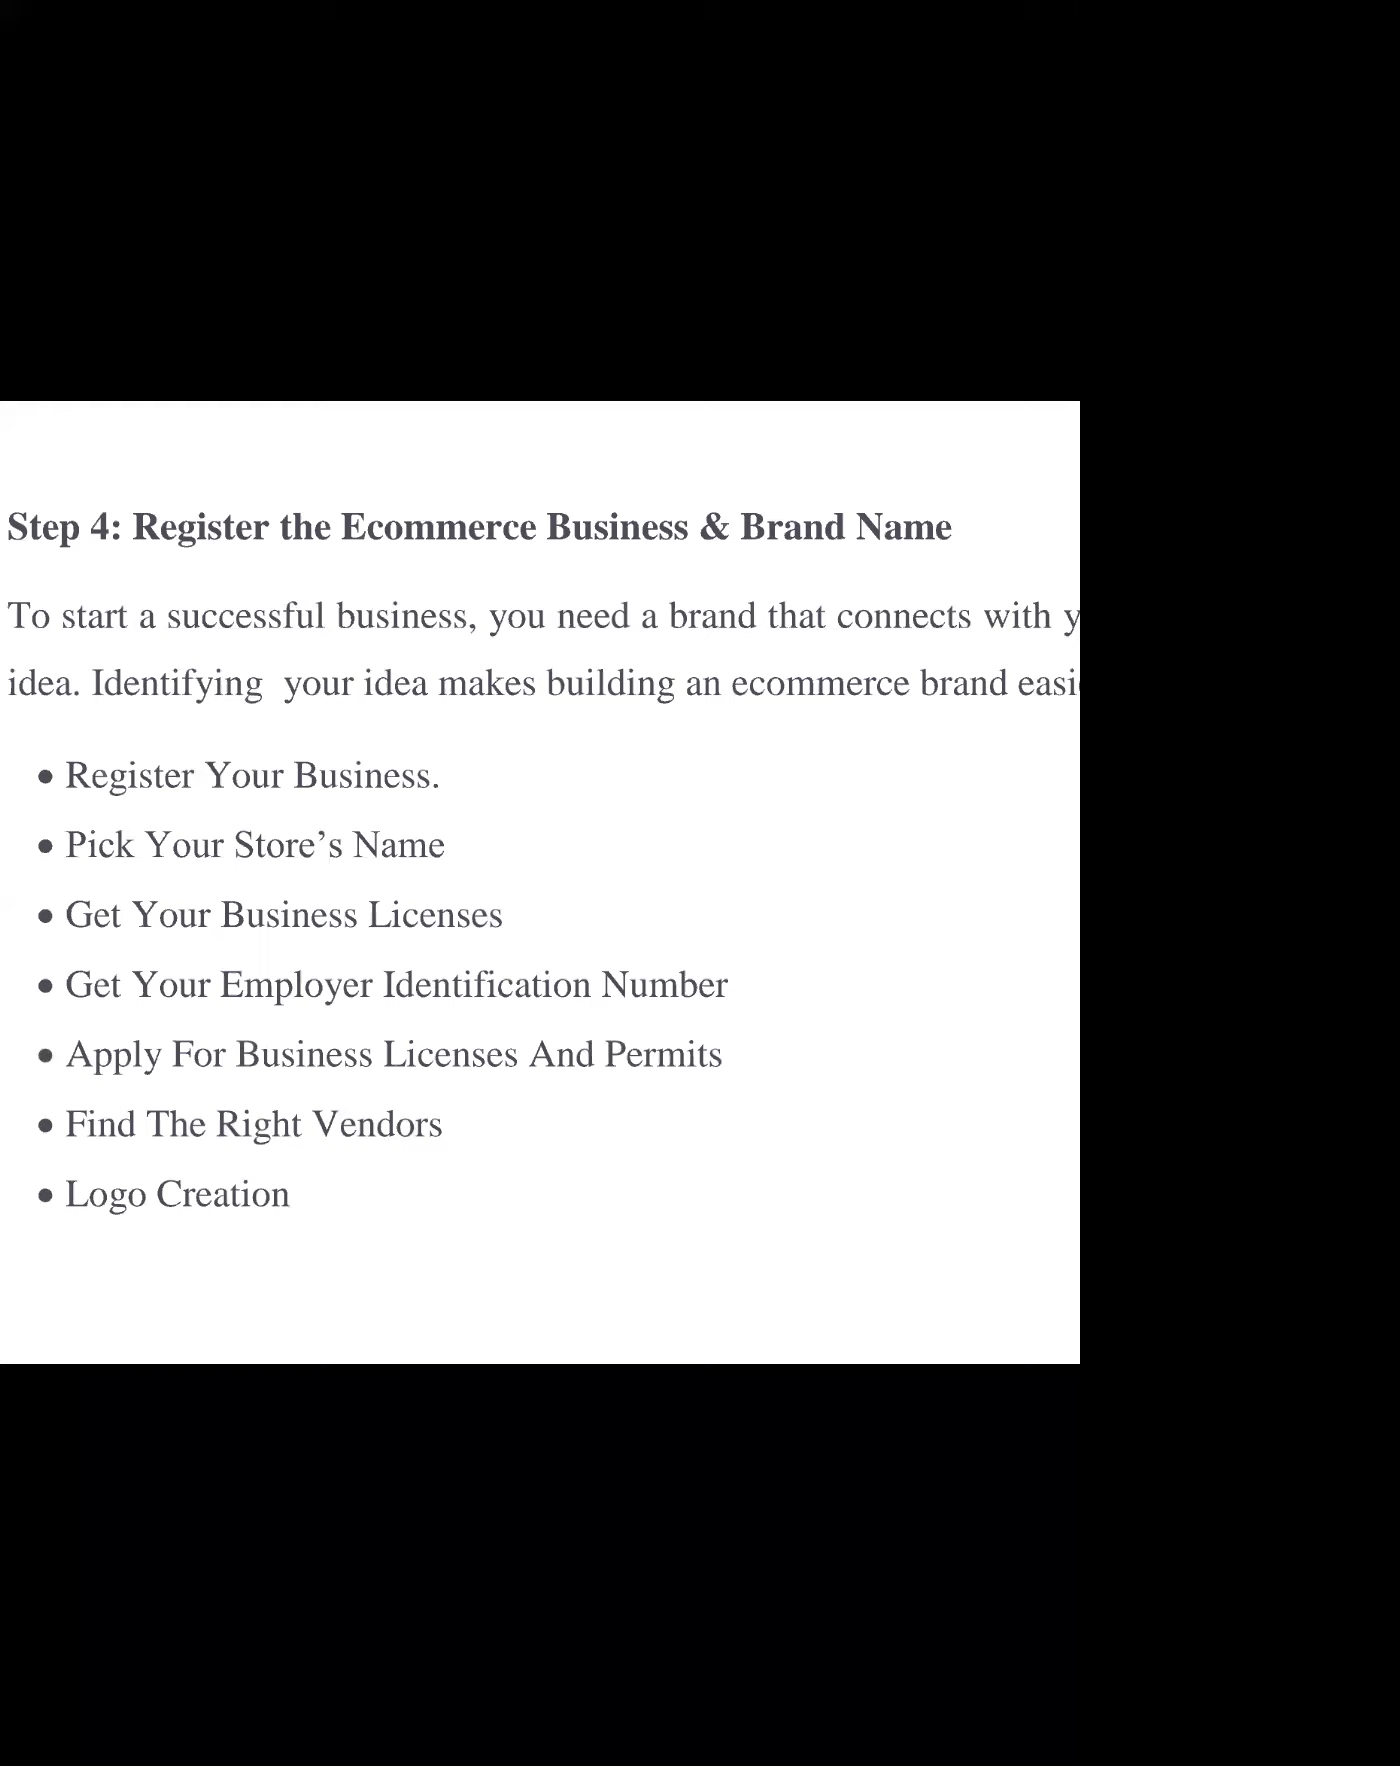 Step 4: Register the Ecommerce Business & Brand Name
To start a successful business, you need a brand that connects with
idea. Identifying  your idea makes building an ecommerce brand
• Register Your Business.
• Pick Your Store’s Name
• Get Your Business Licenses
• Get Your Employer Identification Number
• Apply For Business Licenses And Permits
• Find The Right Vendors
• Logo Creation